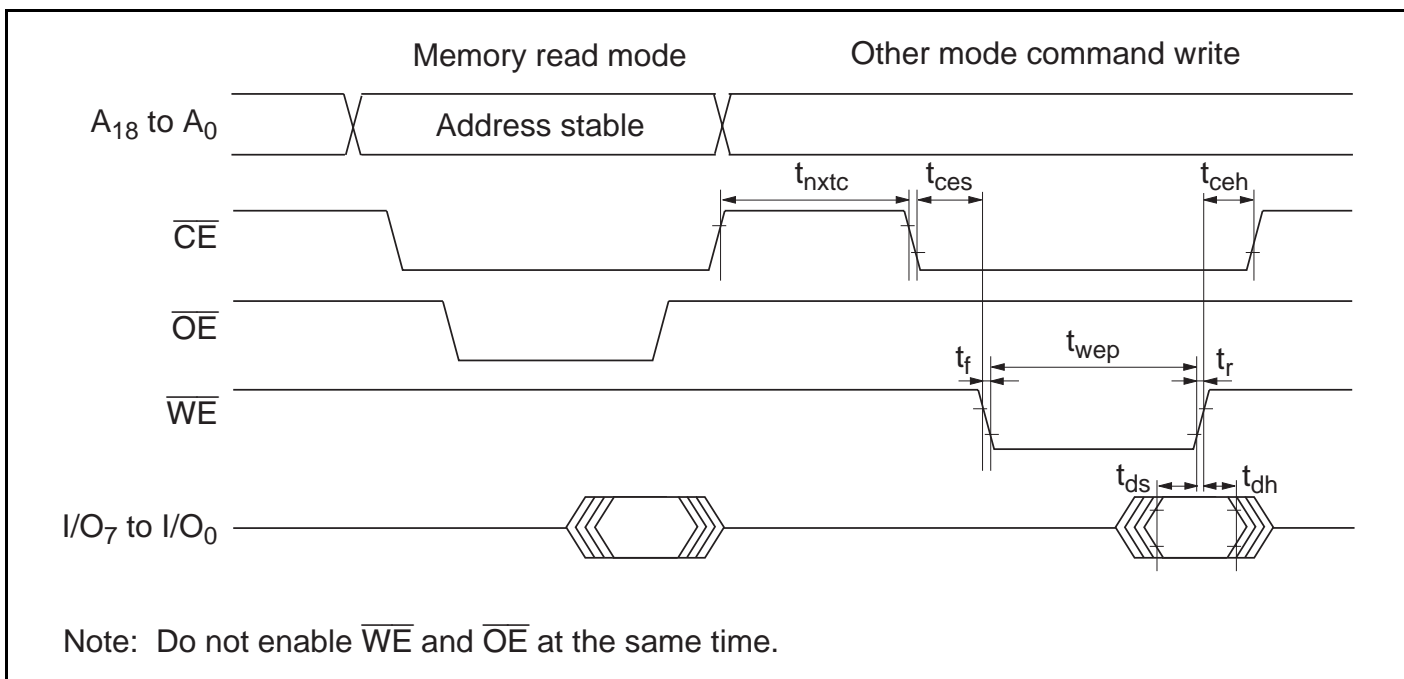 Memory read mode
Other mode command write
A18 to A0
Address stable
tnxtc
tces
tceh
CE
OE
tf
twep
tr
WE
tds
tdh
I/O7 to I/O0
Note: Do not enable WE and OE at the same time.